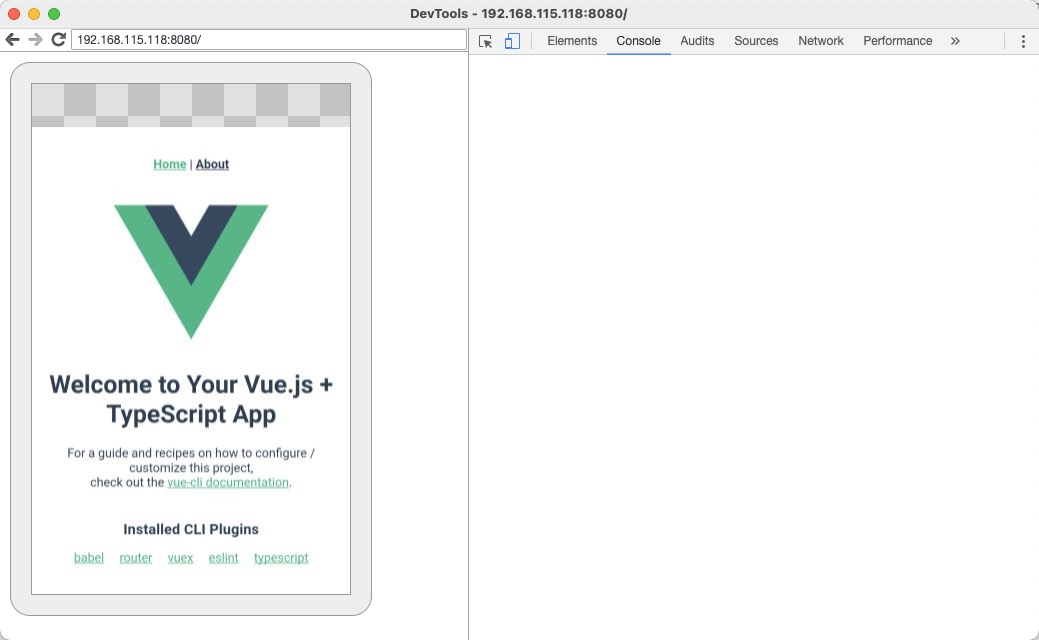 DevTools - 192.168.115.118:8080/
192.168.115.118:8080/
Elements Console Audits Sources Network Performance »
Home | About
Welcome to Your Vue.js +
TypeScript App
For a guide and recipes on how to configure /
customize this project,
check out the vue-cli documentation.
Installed CLI Plugins
babel router vuex eslint typescript